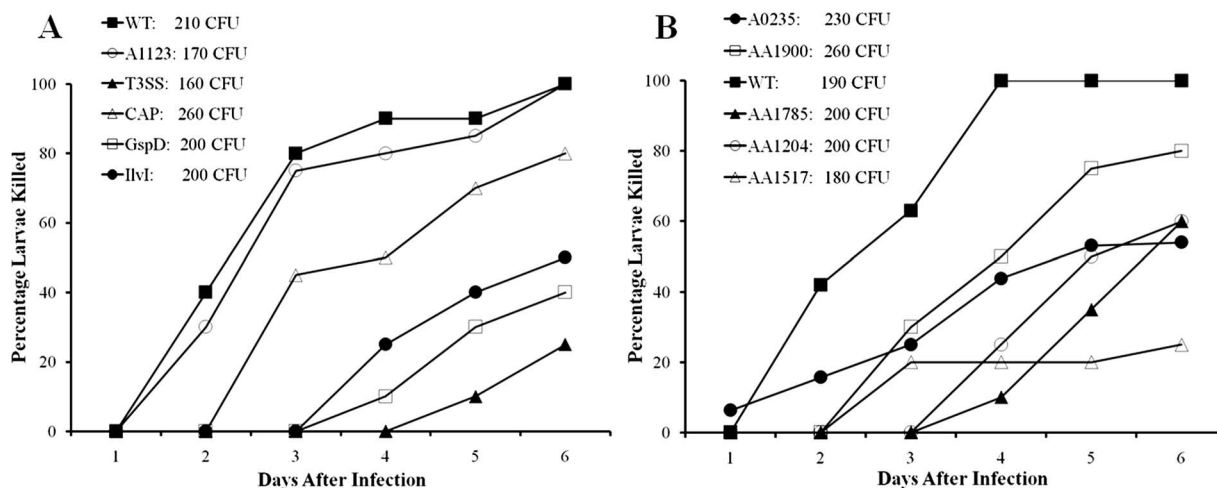 A
WT: 210 CFU
A1123: 170 CFU
T3SS: 160 CFU
CAP: 260 CFU
GspD: 200 CFU
IlvI: 200 CFU
Percentage Larvae Killed
100
80
60
40
20
0
1 2 3 4 5 6
Days After Infection
B
A0235: 230 CFU
AA1900: 260 CFU
WT: 190 CFU
AA1785: 200 CFU
AA1204: 200 CFU
AA1517: 180 CFU
Percentage Larvae Killed
100
80
60
40
20
0
1 2 3 4 5 6
Days After Infection